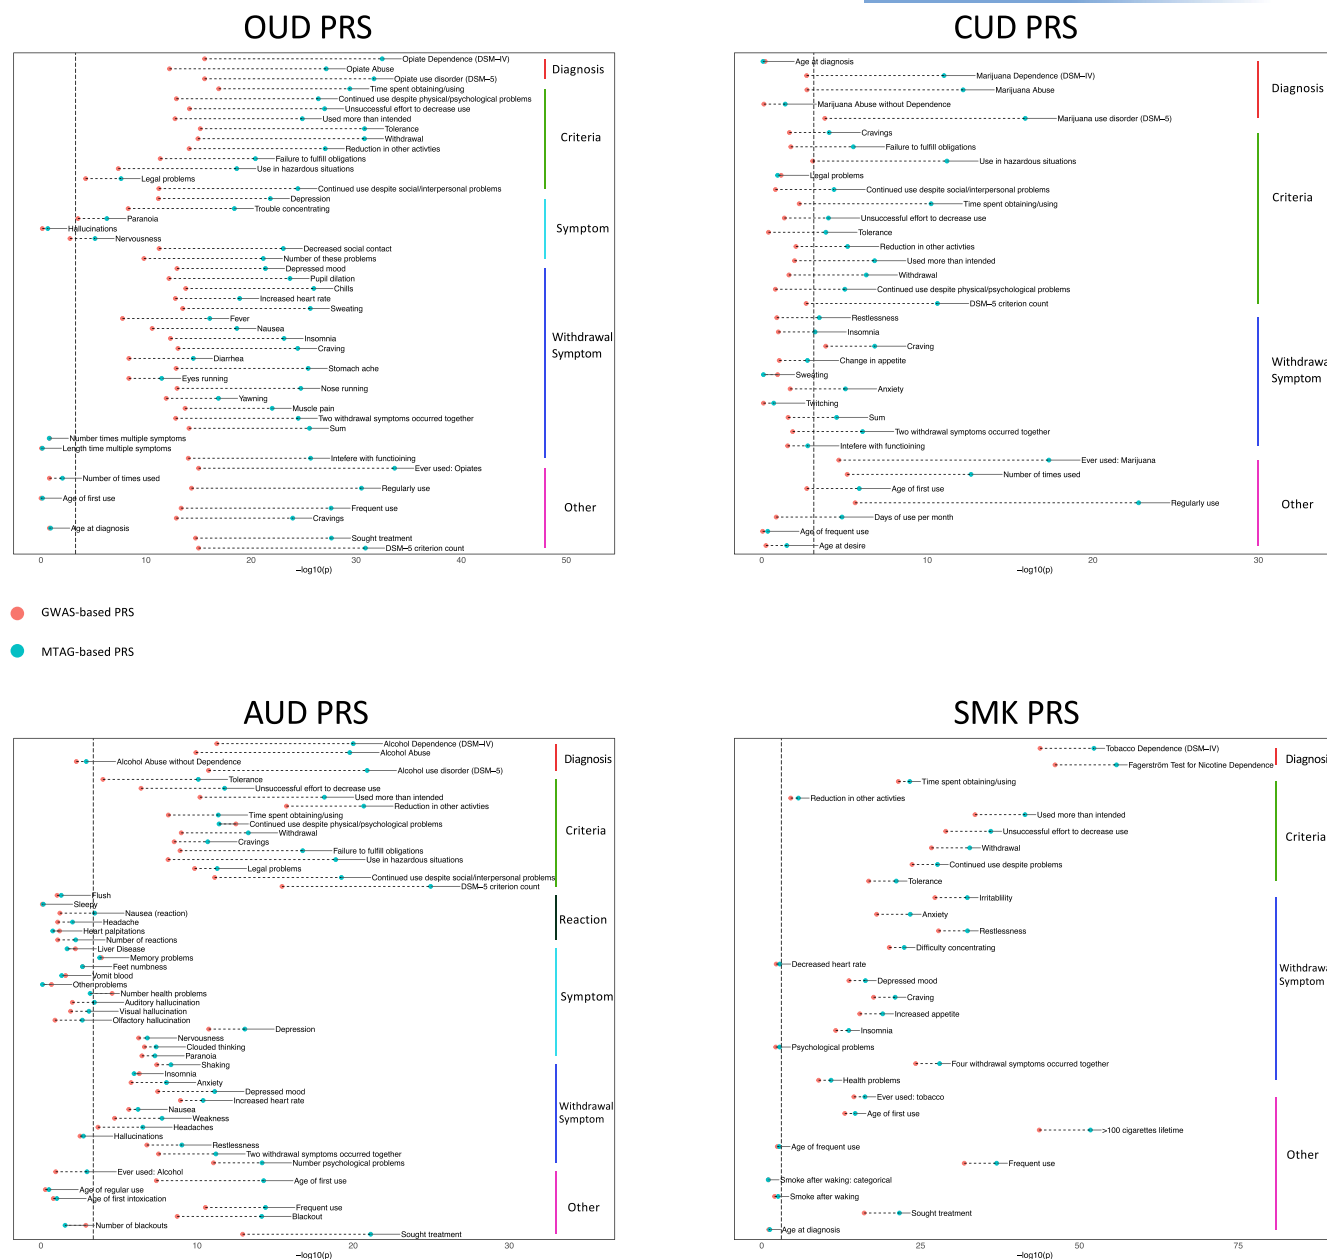 OUD PRS
Opiate Dependence (DSM–IV)
Opiate Abuse
Opiate use disorder (DSM–5)
Time spent obtaining/using
Continued use despite physical/psychological problems
Unsuccessful effort to decrease use
Used more than intended
Tolerance
Withdrawal
Reduction in other activties
Failure to fulfill obligations
Use in hazardous situations
Legal problems
Continued use despite social/interpersonal problems
Depression
Trouble concentrating
Paranoia
Hallucinations
Nervousness
Decreased social contact
Number of these problems
Depressed mood
Pupil dilation
Chills
Increased heart rate
Sweating
Fever
Nausea
Insomnia
Craving
Diarrhea
Stomach ache
Eyes running
Nose running
Yawning
Muscle pain
Two withdrawal symptoms occurred together
Sum
Number times multiple symptoms
Length time multiple symptoms
Intefere with functioining
Ever used: Opiates
Number of times used
Regularly use
Age of first use
Frequent use
Cravings
Age at diagnosis
Sought treatment
DSM–5 criterion count
Diagnosis
Criteria
Symptom
Withdrawal
Symptom
Other
0 10 20 30 40 50
–log10(p)
CUD PRS
Age at diagnosis
Marijuana Dependence (DSM–IV)
Marijuana Abuse
Marijuana Abuse without Dependence
Marijuana use disorder (DSM–5)
Cravings
Failure to fulfill obligations
Use in hazardous situations
Legal problems
Continued use despite social/interpersonal problems
Time spent obtaining/using
Unsuccessful effort to decrease use
Tolerance
Reduction in other activties
Used more than intended
Withdrawal
Continued use despite physical/psychological problems
DSM–5 criterion count
Restlessness
Insomnia
Craving
Change in appetite
Sweating
Anxiety
Twitching
Sum
Two withdrawal symptoms occurred together
Intefere with functioining
Ever used: Marijuana
Number of times used
Age of first use
Regularly use
Days of use per month
Age of frequent use
Age at desire
Diagnosis
Criteria
Withdrawa
Symptom
Other
0 10 20 30
–log10(p)
GWAS-based PRS
MTAG-based PRS
AUD PRS
Alcohol Dependence (DSM–IV)
Alcohol Abuse
Alcohol Abuse without Dependence
Alcohol use disorder (DSM–5)
Tolerance
Unsuccessful effort to decrease use
Used more than intended
Reduction in other activties
Time spent obtaining/using
Continued use despite physical/psychological problems
Withdrawal
Cravings
Failure to fulfill obligations
Use in hazardous situations
Legal problems
Continued use despite social/interpersonal problems
DSM–5 criterion count
Flush
Sleepy
Nausea (reaction)
Headache
Heart palpitations
Number of reactions
Liver Disease
Memory problems
Feet numbness
Vomit blood
Other problems
Number health problems
Auditory hallucination
Visual hallucination
Olfactory hallucination
Depression
Nervousness
Clouded thinking
Paranoia
Shaking
Insomnia
Anxiety
Depressed mood
Increased heart rate
Nausea
Weakness
Headaches
Hallucinations
Restlessness
Two withdrawal symptoms occurred together
Number psychological problems
Ever used: Alcohol
Age of first use
Age of regular use
Age of first intoxication
Frequent use
Blackout
Number of blackouts
Sought treatment
Diagnosis
Criteria
Reaction
Symptom
Withdrawal
Symptom
Other
0 10 20 30
–log10(p)
SMK PRS
Tobacco Dependence (DSM–IV)
Fagerström Test for Nicotine Dependence
Time spent obtaining/using
Reduction in other activties
Used more than intended
Unsuccessful effort to decrease use
Withdrawal
Continued use despite problems
Tolerance
Irritablility
Anxiety
Restlessness
Difficulty concentrating
Decreased heart rate
Depressed mood
Craving
Increased appetite
Insomnia
Psychological problems
Four withdrawal symptoms occurred together
Health problems
Ever used: tobacco
Age of first use
>100 cigarettes lifetime
Age of frequent use
Frequent use
Smoke after waking: categorical
Smoke after waking
Sought treatment
Age at diagnosis
Diagnosis
Criteria
Withdrawa
Symptom
Other
0 25 50 75
–log10(p)